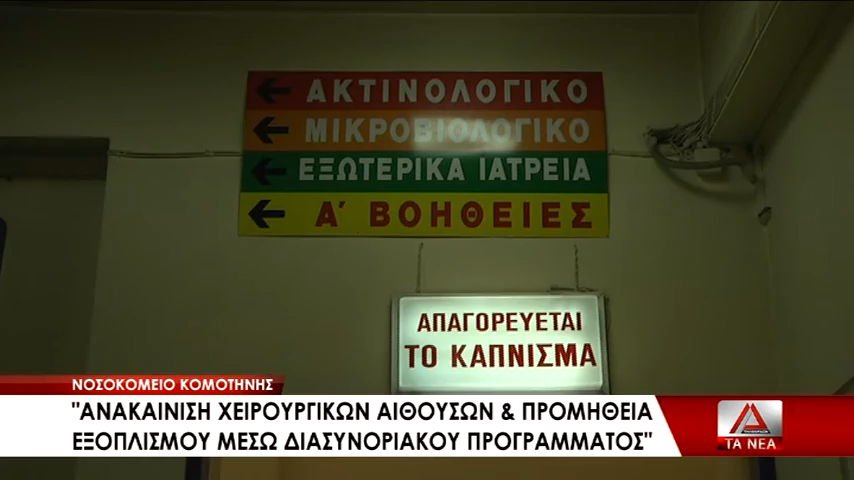 ΑΚΤΙΝΟΛΟΓΙΚΟ
ΜΙΚΡΟΒΙΟΛΟΓΙΚΟ
ΕΞΩΤΕΡΙΚΑ ΙΑΤΡΕΙΑ
Α΄ ΒΟΗΘΕΙΕΣ
ΑΠΑΓΟΡΕΥΕΤΑΙ
ΤΟ ΚΑΠΝΙΣΜΑ
ΝΟΣΟΚΟΜΕΙΟ ΚΟΜΟΤΗΝΗΣ
"ΑΝΑΚΑΙΝΙΣΗ ΧΕΙΡΟΥΡΓΙΚΩΝ ΑΙΘΟΥΣΩΝ & ΠΡΟΜΗΘΕΙΑ
ΕΞΟΠΛΙΣΜΟΥ ΜΕΣΩ ΔΙΑΣΥΝΟΡΙΑΚΟΥ ΠΡΟΓΡΑΜΜΑΤΟΣ"
ΤΑ ΝΕΑ